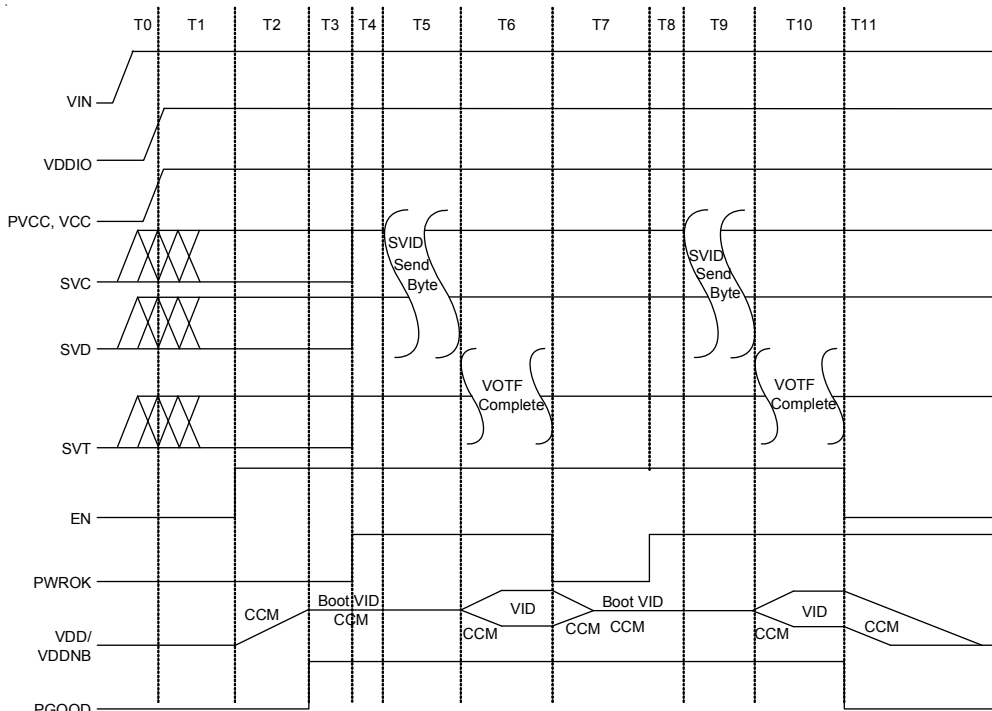 T0 T1 T2 T3 T4 T5 T6 T7 T8 T9 T10 T11
VIN
VDDIO
PVCC, VCC
SVC
SVID
Send
Byte
SVID
Send
Byte
SVD
VOTF
Complete
VOTF
Complete
SVT
EN
PWROK
CCM
Boot VID
CCM
CCM
VID
CCM
Boot VID
CCM
CCM
VID
CCM
VDD/
VDDNB
PGOOD